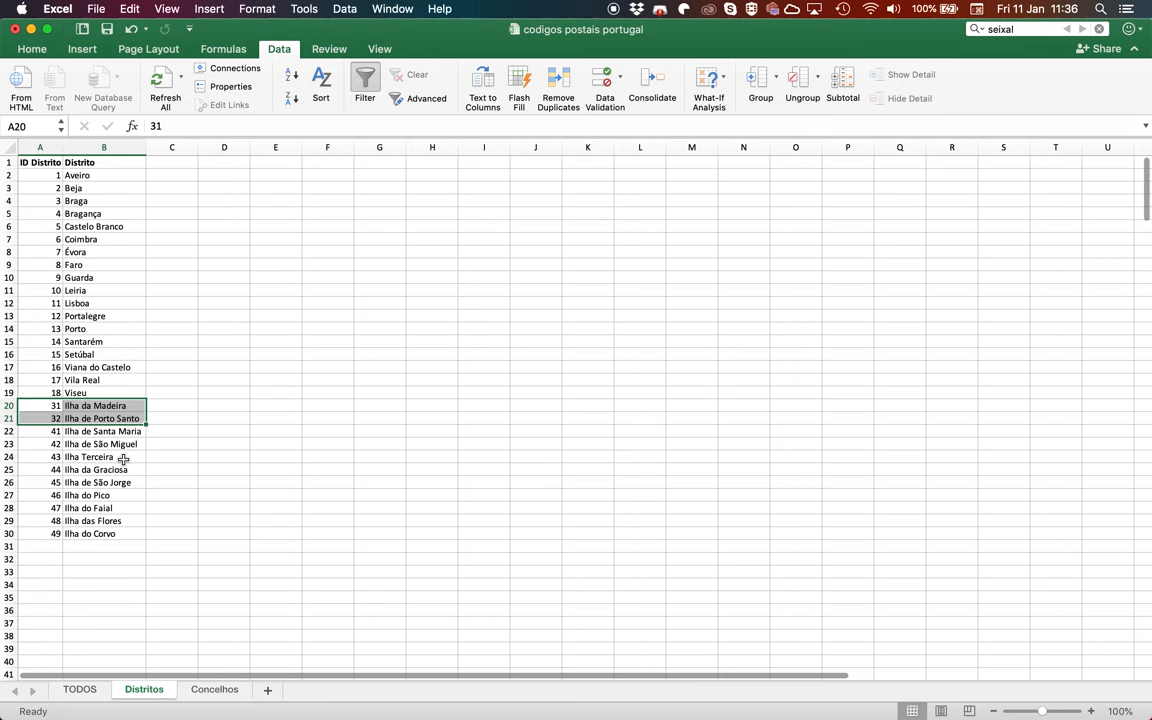 Excel File Edit View Insert Format Tools Data Window Help 100% Fri 11 Jan 11:36
codigos postais portugal
seixal
Home Insert Page Layout Formulas Data Review View Share
From HTML
From Text
New Database Query
Refresh All
Connections
Properties
Edit Links
Sort
Filter
Clear
Advanced
Text to Columns
Flash Fill
Remove Duplicates
Data Validation
Consolidate
What-If Analysis
Group
Ungroup
Subtotal
Show Detail
Hide Detail
A20 fx 31
A B C D E F G H I J K L M N O P Q R S T U
1 ID Distrito Distrito
2 1 Aveiro
3 2 Beja
4 3 Braga
5 4 Bragança
6 5 Castelo Branco
7 6 Coimbra
8 7 Évora
9 8 Faro
10 9 Guarda
11 10 Leiria
12 11 Lisboa
13 12 Portalegre
14 13 Porto
15 14 Santarém
16 15 Setúbal
17 16 Viana do Castelo
18 17 Vila Real
19 18 Viseu
20 31 Ilha da Madeira
21 32 Ilha de Porto Santo
22 41 Ilha de Santa Maria
23 42 Ilha de São Miguel
24 43 Ilha Terceira
25 44 Ilha da Graciosa
26 45 Ilha de São Jorge
27 46 Ilha do Pico
28 47 Ilha do Faial
29 48 Ilha das Flores
30 49 Ilha do Corvo
31
32
33
34
35
36
37
38
39
40
41
TODOS Distritos Concelhos
Ready 100%